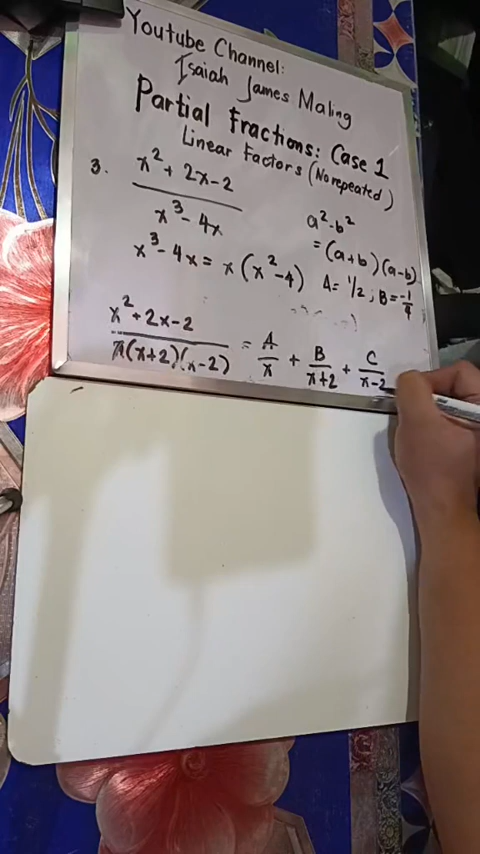 Youtube Channel:
Isaiah James Maling
Partial Fractions: Case 1
Linear Factors (No repeated)
3. x² + 2x - 2
x³ - 4x
a² - b²
= (a+b)(a-b)
x³ - 4x = x(x² - 4)
A = 1/2 ; B = -1/4
x² + 2x - 2
x(x+2)(x-2)
= A/x + B/x+2 + C/x-2